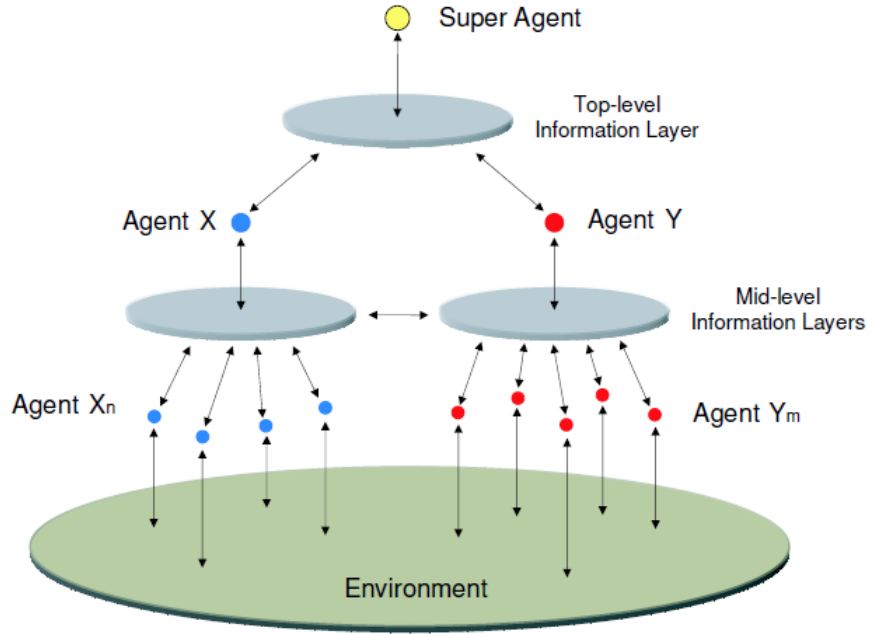 Super Agent
Top-level
Information Layer
Agent X
Agent Y
Mid-level
Information Layers
Agent Xn
Agent Ym
Environment